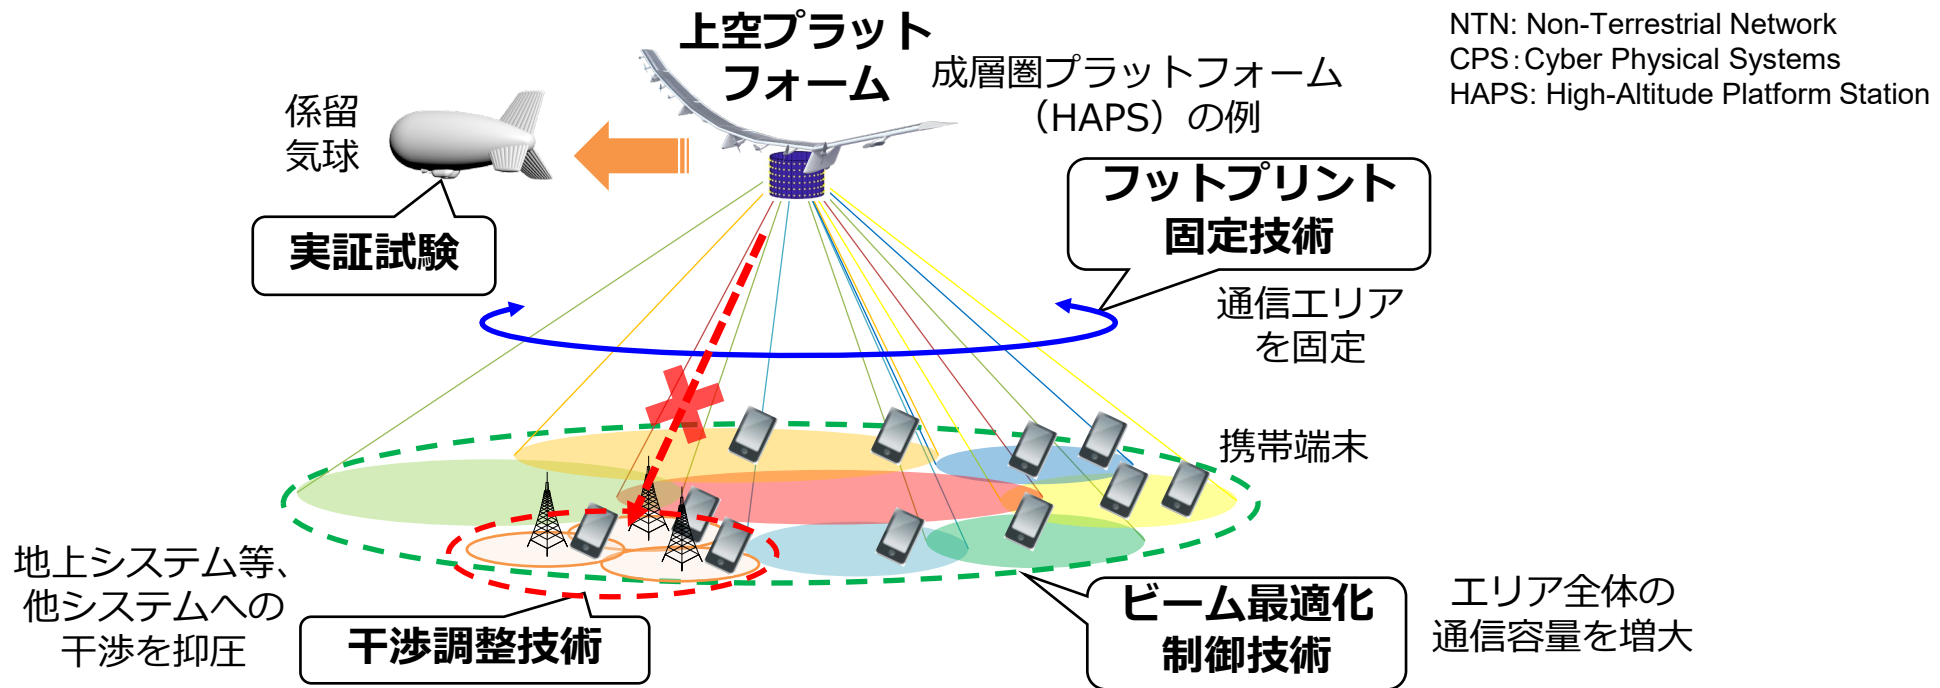 上空プラット
フォーム
成層圏プラットフォーム
（HAPS）の例
NTN: Non-Terrestrial Network
CPS：Cyber Physical Systems
HAPS: High-Altitude Platform Station
係留
気球
実証試験
フットプリント
固定技術
通信エリア
を固定
携帯端末
地上システム等、
他システムへの
干渉を抑圧
干渉調整技術
ビーム最適化
制御技術
エリア全体の
通信容量を増大